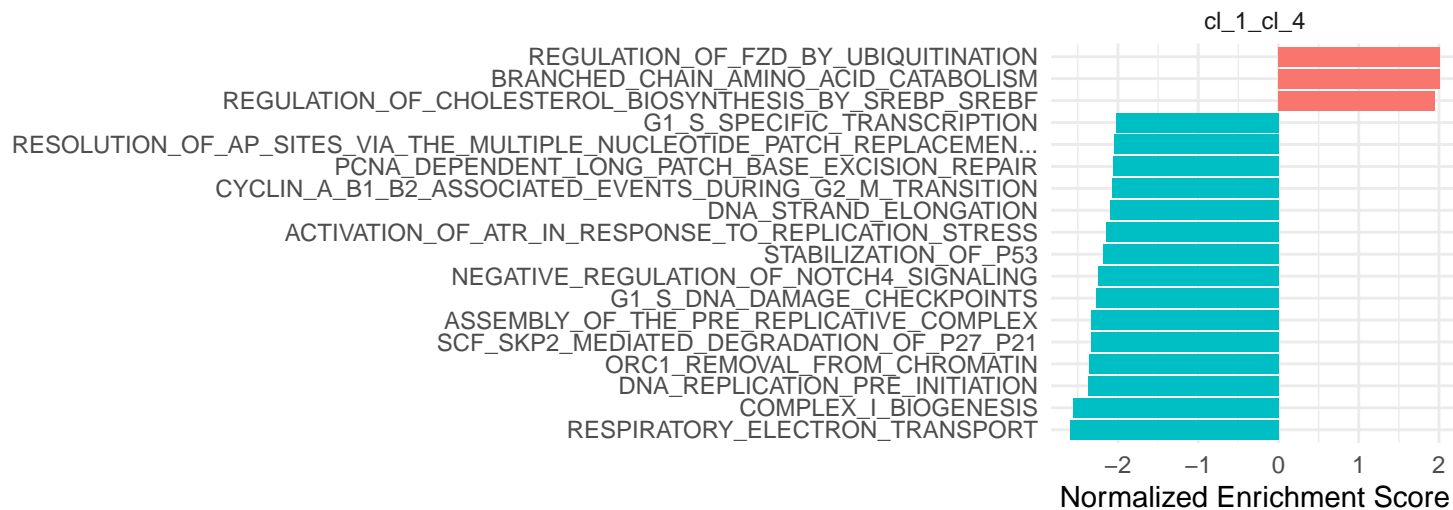 cl_1_cl_4
REGULATION_OF_FZD_BY_UBIQUITINATION
BRANCHED_CHAIN_AMINO_ACID_CATABOLISM
REGULATION_OF_CHOLESTEROL_BIOSYNTHESIS_BY_SREBP_SREBF
G1_S_SPECIFIC_TRANSCRIPTION
RESOLUTION_OF_AP_SITES_VIA_THE_MULTIPLE_NUCLEOTIDE_PATCH_REPLACEMEN...
PCNA_DEPENDENT_LONG_PATCH_BASE_EXCISION_REPAIR
CYCLIN_A_B1_B2_ASSOCIATED_EVENTS_DURING_G2_M_TRANSITION
DNA_STRAND_ELONGATION
ACTIVATION_OF_ATR_IN_RESPONSE_TO_REPLICATION_STRESS
STABILIZATION_OF_P53
NEGATIVE_REGULATION_OF_NOTCH4_SIGNALING
G1_S_DNA_DAMAGE_CHECKPOINTS
ASSEMBLY_OF_THE_PRE_REPLICATIVE_COMPLEX
SCF_SKP2_MEDIATED_DEGRADATION_OF_P27_P21
ORC1_REMOVAL_FROM_CHROMATIN
DNA_REPLICATION_PRE_INITIATION
COMPLEX_I_BIOGENESIS
RESPIRATORY_ELECTRON_TRANSPORT
−2 −1 0 1 2
Normalized Enrichment Score